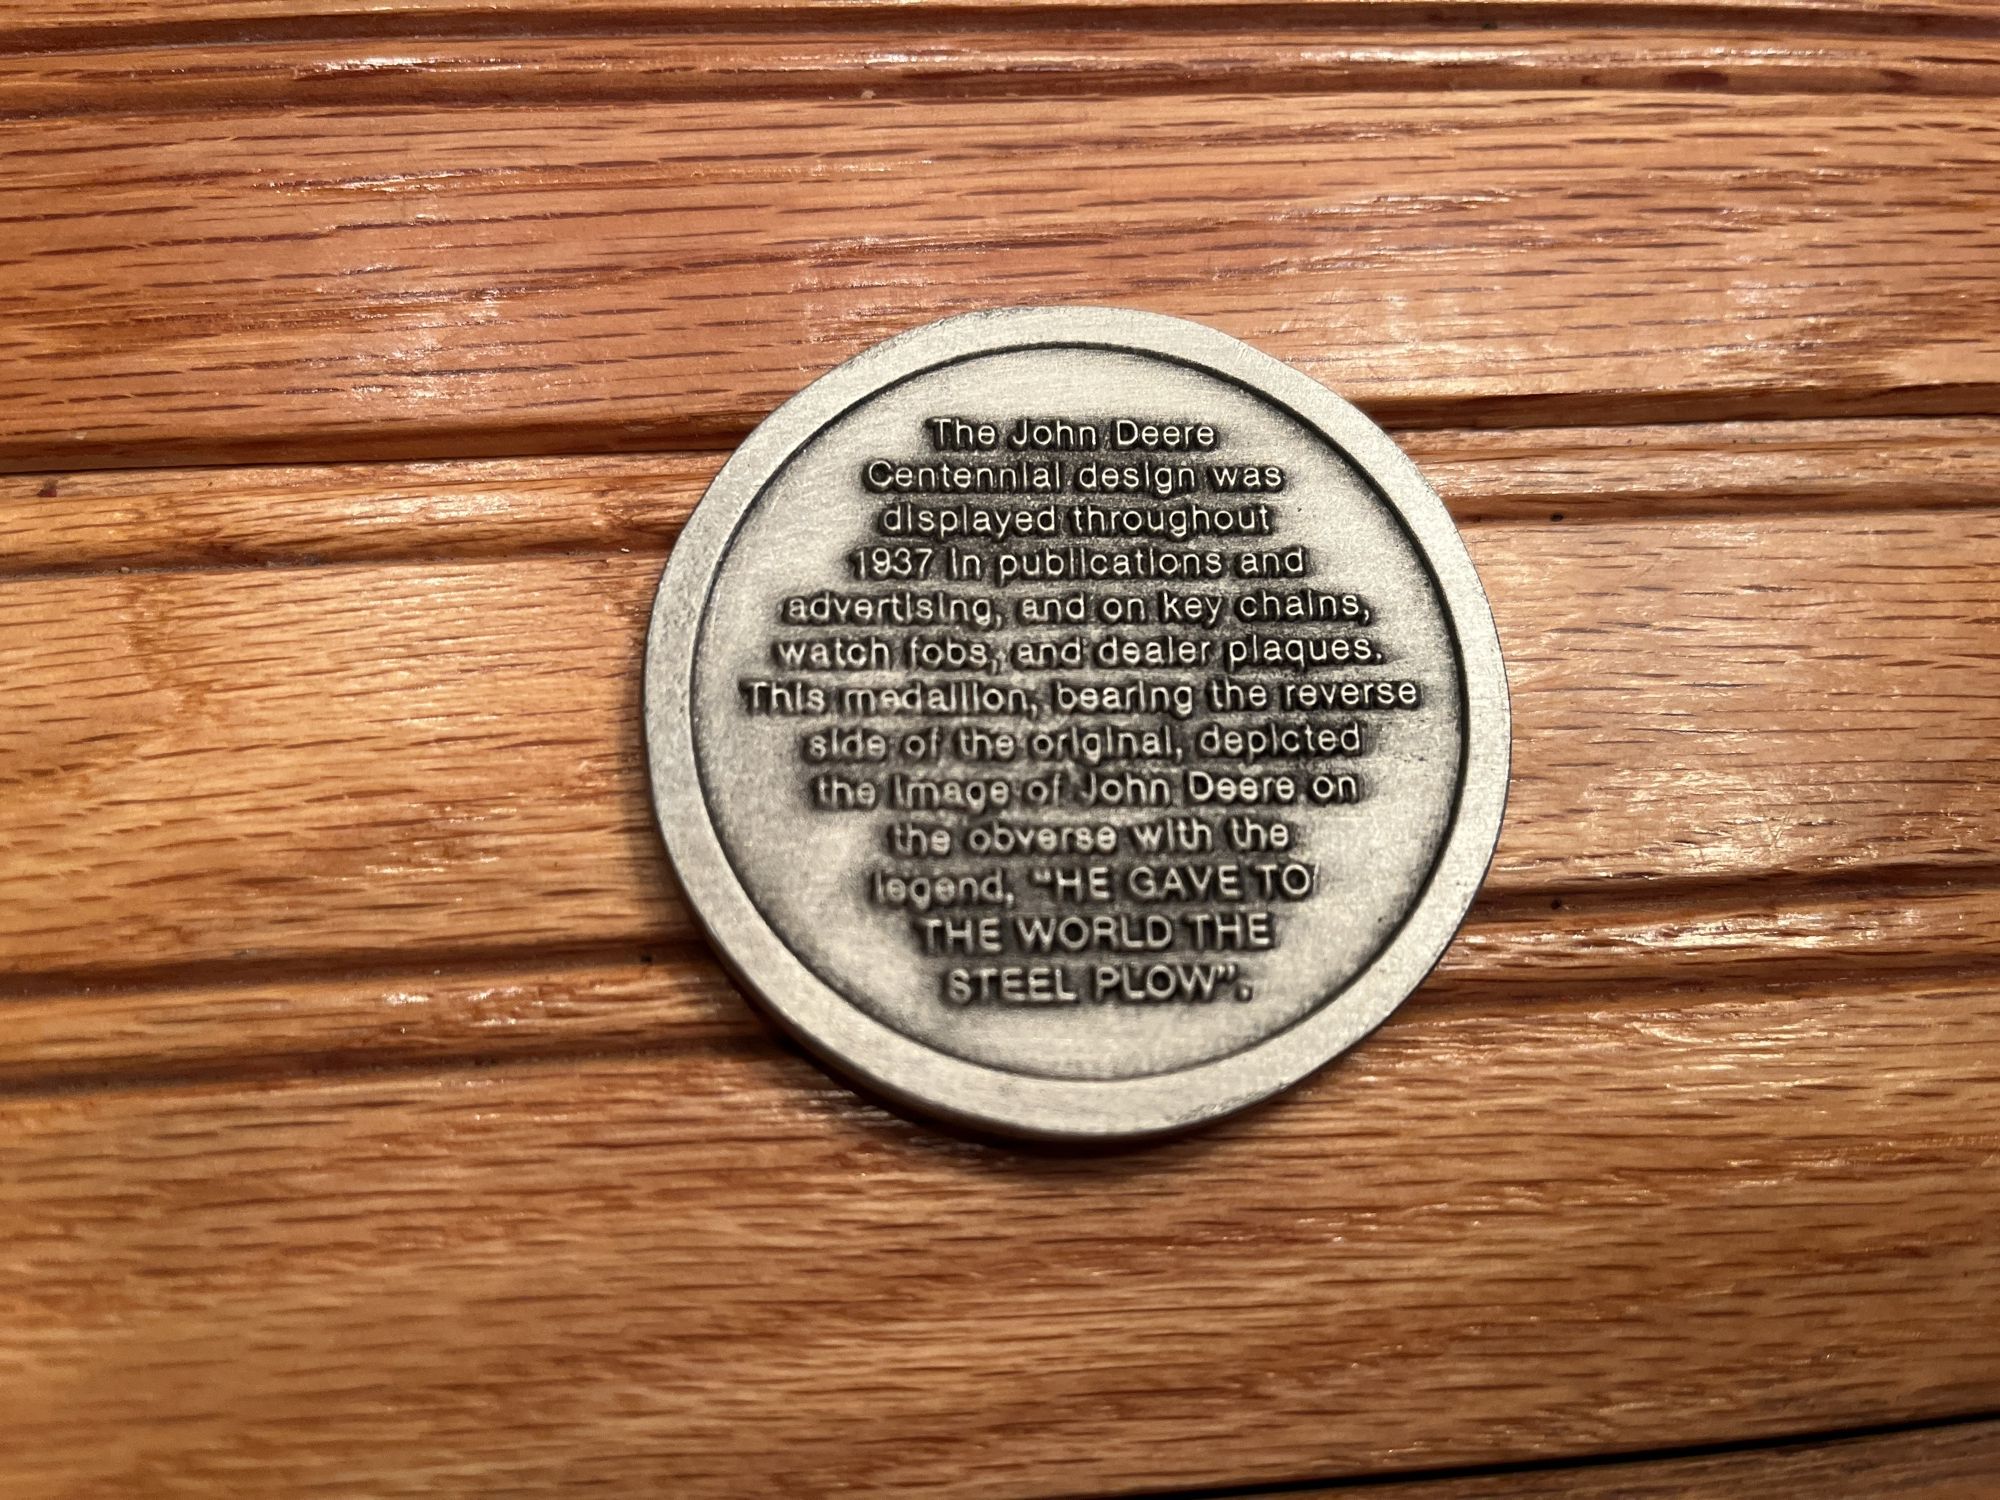 The John Deere
Centennial design was
displayed throughout
1937 in publications and
advertising, and on key chains,
watch fobs, and dealer plaques.
This medallion, bearing the reverse
side of the original, depicted
the image of John Deere on
the obverse with the
legend, “HE GAVE TO
THE WORLD THE
STEEL PLOW”.